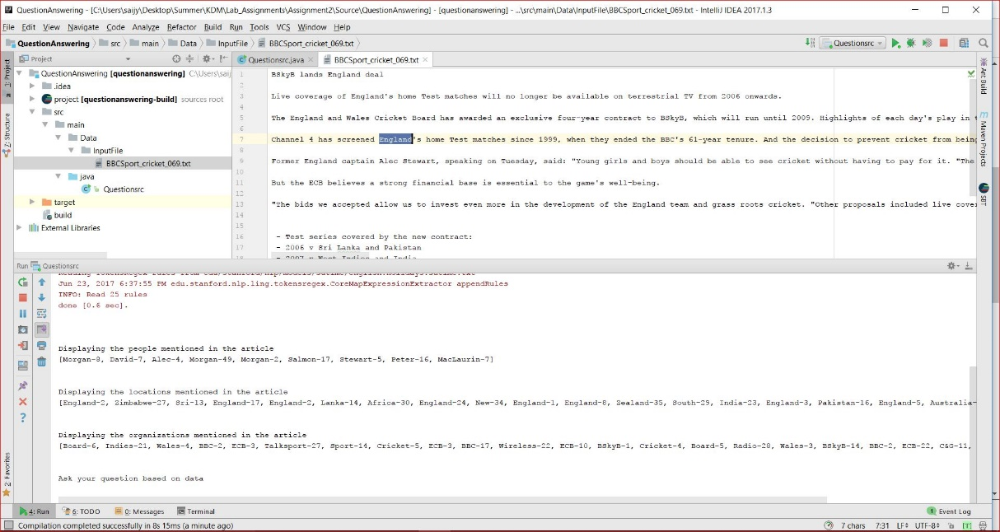 QuestionAnswering - [C:\Users\saijy\Desktop\Summer\KDM\Lab_Assignments\Assignment2\Source\QuestionAnswering] - [questionanswering] - ...\src\main\Data\InputFile\BBCSport_cricket_069.txt - IntelliJ IDEA 2017.1.3
File Edit View Navigate Code Analyze Refactor Build Run Tools VCS Window Help
QuestionAnswering src main Data InputFile BBCSport_cricket_069.txt Questionsrc
Project Questionsrc.java BBCSport_cricket_069.txt
1: Project
Z: Structure
2: Favorites
Ant Build
Maven Projects
SBT
QuestionAnswering [questionanswering] C:\Users\saij
.idea
project [questionanswering-build] sources root
src
main
Data
InputFile
BBCSport_cricket_069.txt
java
Questionsrc
target
build
External Libraries
1 BSkyB lands England deal
2
3 Live coverage of England's home Test matches will no longer be available on terrestrial TV from 2006 onwards.
4
5 The England and Wales Cricket Board has awarded an exclusive four-year contract to BSkyB, which will run until 2009. Highlights of each day's play in
6
7 Channel 4 has screened England's home Test matches since 1999, when they ended the BBC's 61-year tenure. And the decision to prevent cricket from being
8
9 Former England captain Alec Stewart, speaking on Tuesday, said: "Young girls and boys should be able to see cricket without having to pay for it. "The
10
11 But the ECB believes a strong financial base is essential to the game's well-being.
12
13 "The bids we accepted allow us to invest even more in the development of the England team and grass roots cricket. "Other proposals included live cover
14
15
16 - Test series covered by the new contract:
17 - 2006 v Sri Lanka and Pakistan
18 - 2007 v West Indies and India
Run Questionsrc
Reading TokensRegex rules from edu/stanford/nlp/models/sutime/english.holidays.sutime.txt
Jun 23, 2017 6:37:55 PM edu.stanford.nlp.ling.tokensregex.CoreMapExpressionExtractor appendRules
INFO: Read 25 rules
done [0.6 sec].
Displaying the people mentioned in the article
[Morgan-8, David-7, Alec-4, Morgan-49, Morgan-2, Salmon-17, Stewart-5, Peter-16, MacLaurin-7]
Displaying the locations mentioned in the article
[England-2, Zimbabwe-27, Sri-13, England-17, England-2, Lanka-14, Africa-30, England-24, New-34, England-1, England-8, Zealand-35, South-29, India-23, England-3, Pakistan-16, England-5, Australia-
Displaying the organizations mentioned in the article
[Board-6, Indies-21, Wales-4, BBC-2, ECB-3, Talksport-27, Sport-14, Cricket-5, ECB-3, BBC-17, Wireless-22, ECB-10, BSkyB-1, Cricket-4, Board-5, Radio-28, Wales-3, BSkyB-14, BBC-2, ECB-22, C&G-11,
Ask your question based on data
4: Run 6: TODO 0: Messages Terminal 1 Event Log
Compilation completed successfully in 8s 15ms (a minute ago) 7 chars 7:31 LF UTF-8 [T]